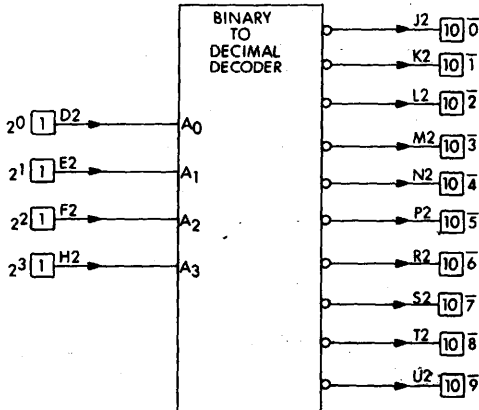 BINARY
TO
DECIMAL
DECODER
J2 10 0̅
K2 10 1̅
L2 10 2̅
2⁰ 1 D2 A₀
M2 10 3̅
2¹ 1 E2 A₁
N2 10 4̅
2² 1 F2 A₂
P2 10 5̅
2³ 1 H2 A₃
R2 10 6̅
S2 10 7̅
T2 10 8̅
U2 10 9̅